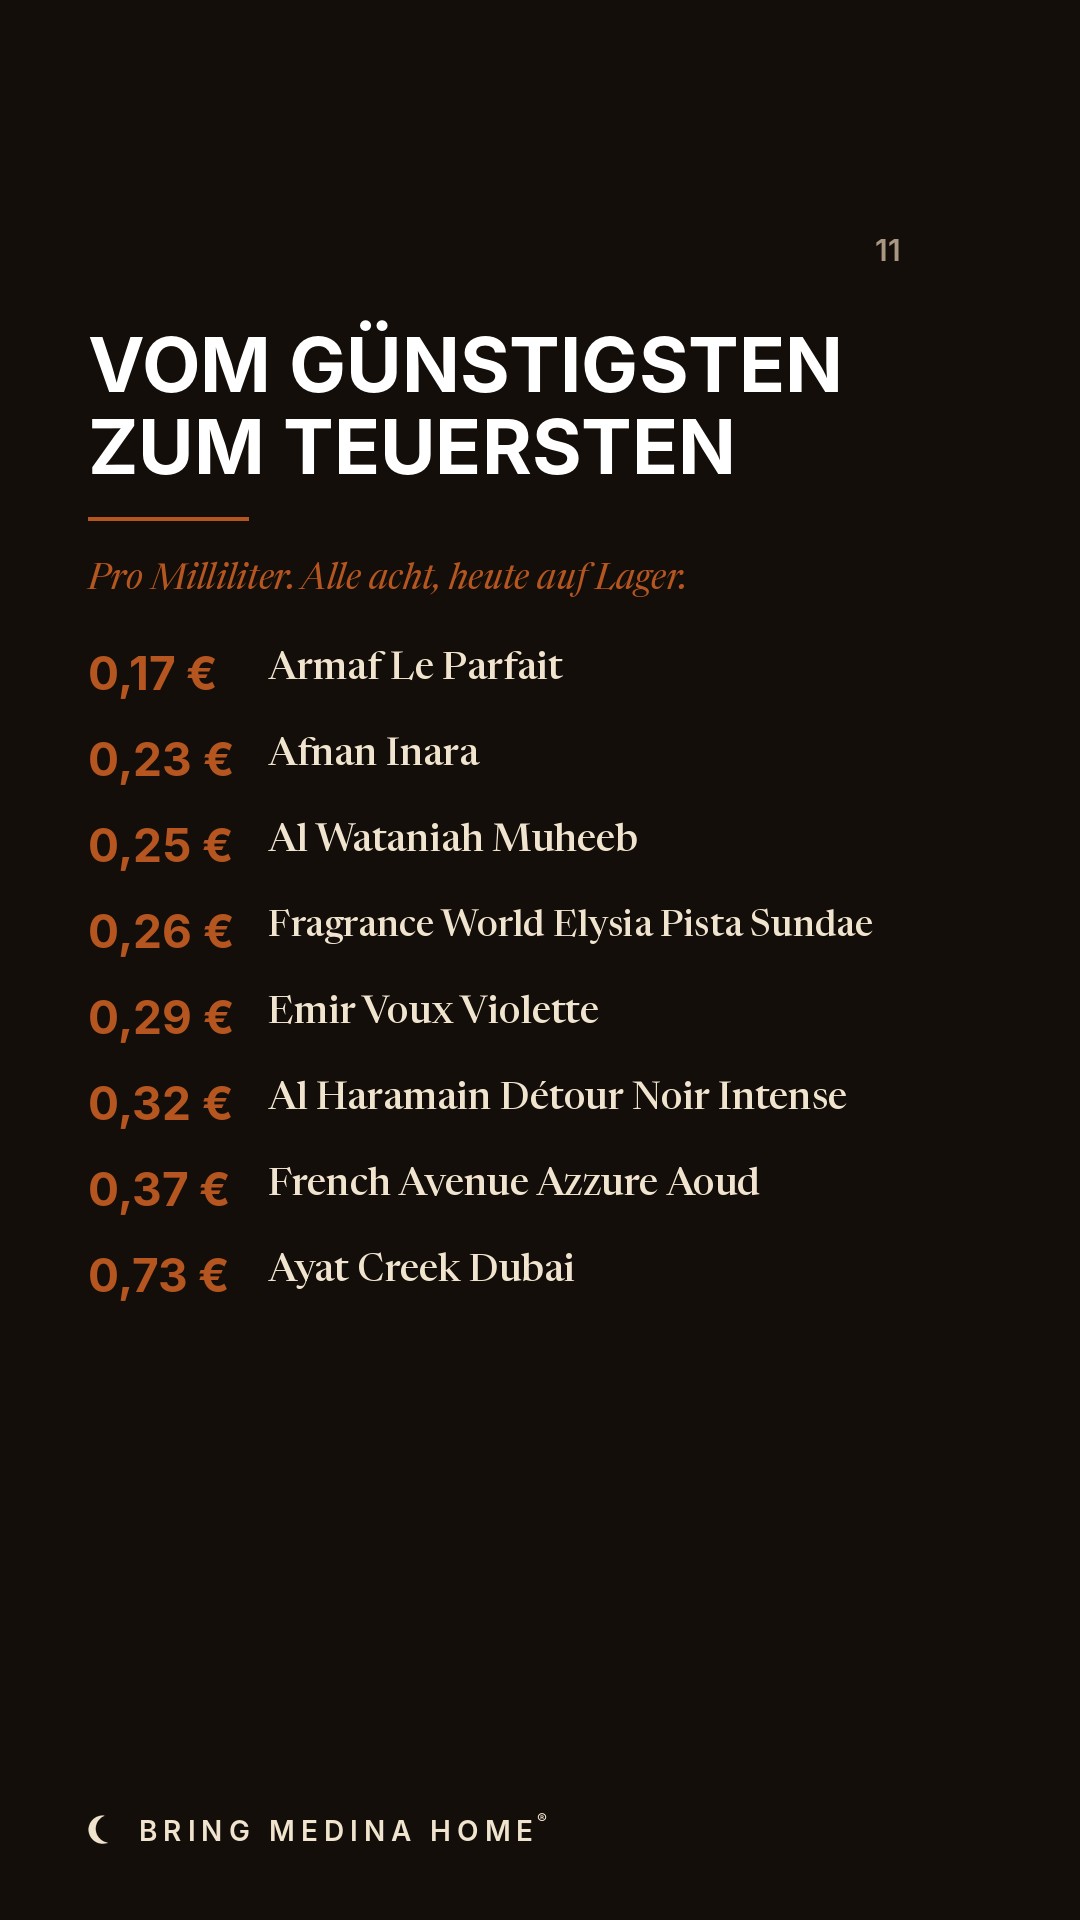 11
VOM GÜNSTIGSTEN
ZUM TEUERSTEN
Pro Milliliter. Alle acht, heute auf Lager.
0,17 € Armaf Le Parfait
0,23 € Afnan Inara
0,25 € Al Wataniah Muheeb
0,26 € Fragrance World Elysia Pista Sundae
0,29 € Emir Voux Violette
0,32 € Al Haramain Détour Noir Intense
0,37 € French Avenue Azzure Aoud
0,73 € Ayat Creek Dubai
BRING MEDINA HOME®